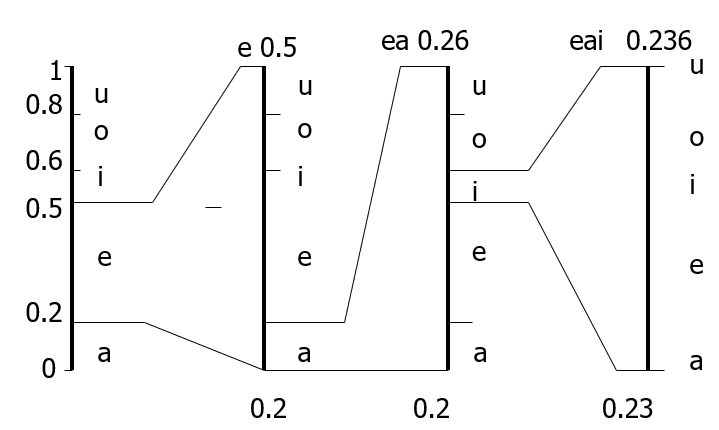 e 0.5 ea 0.26 eai 0.236
1 u u u u
0.8 o o o o
0.6 i i i i
0.5
e e e e
0.2
a a a a
0
0.2 0.2 0.23